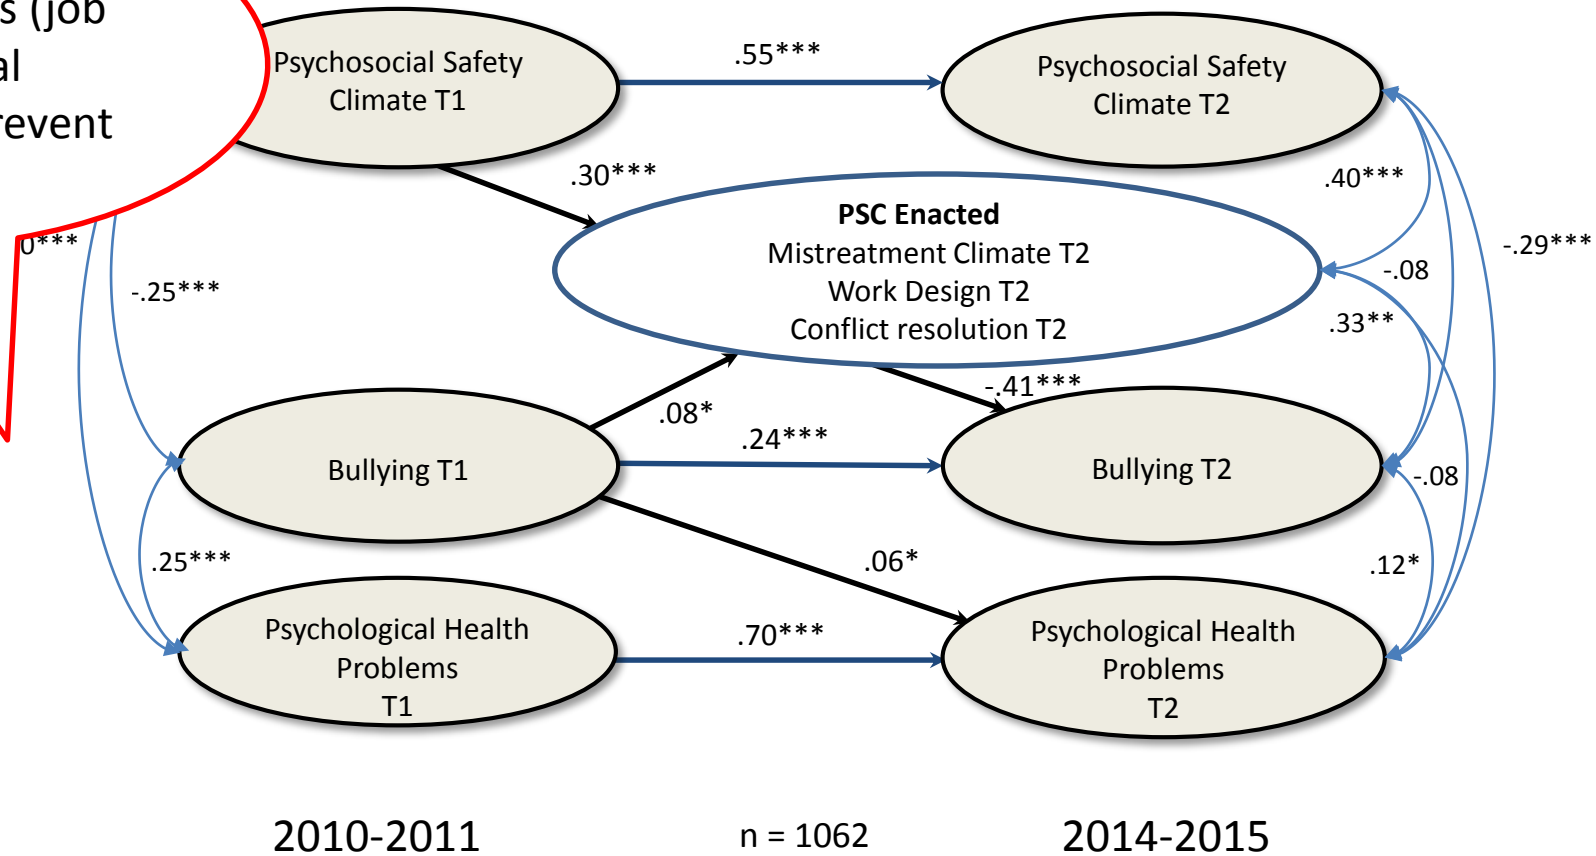 s (job
al
revent
Psychosocial Safety
Climate T1
.55***
Psychosocial Safety
Climate T2
.30***
.40***
PSC Enacted
Mistreatment Climate T2
Work Design T2
Conflict resolution T2
0***
-.25***
-.08
-.29***
.33**
-.41***
.08*
.24***
Bullying T1
Bullying T2
-.08
.25***
.06*
.12*
Psychological Health
Problems
T1
.70***
Psychological Health
Problems
T2
2010-2011
n = 1062
2014-2015